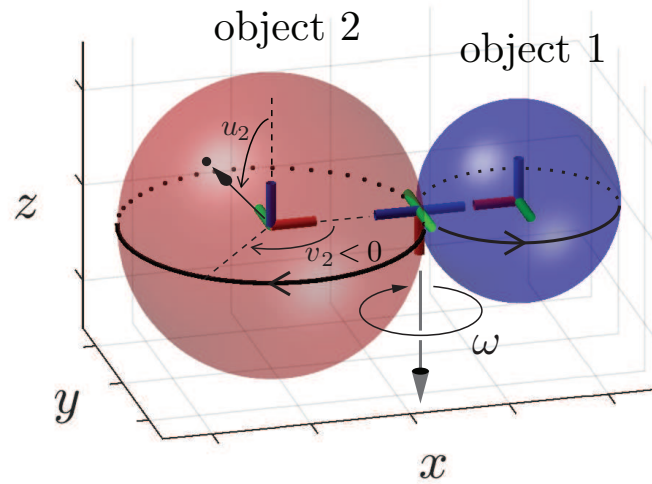 object 2
object 1
u₂
v₂<0
z
ω
y
x